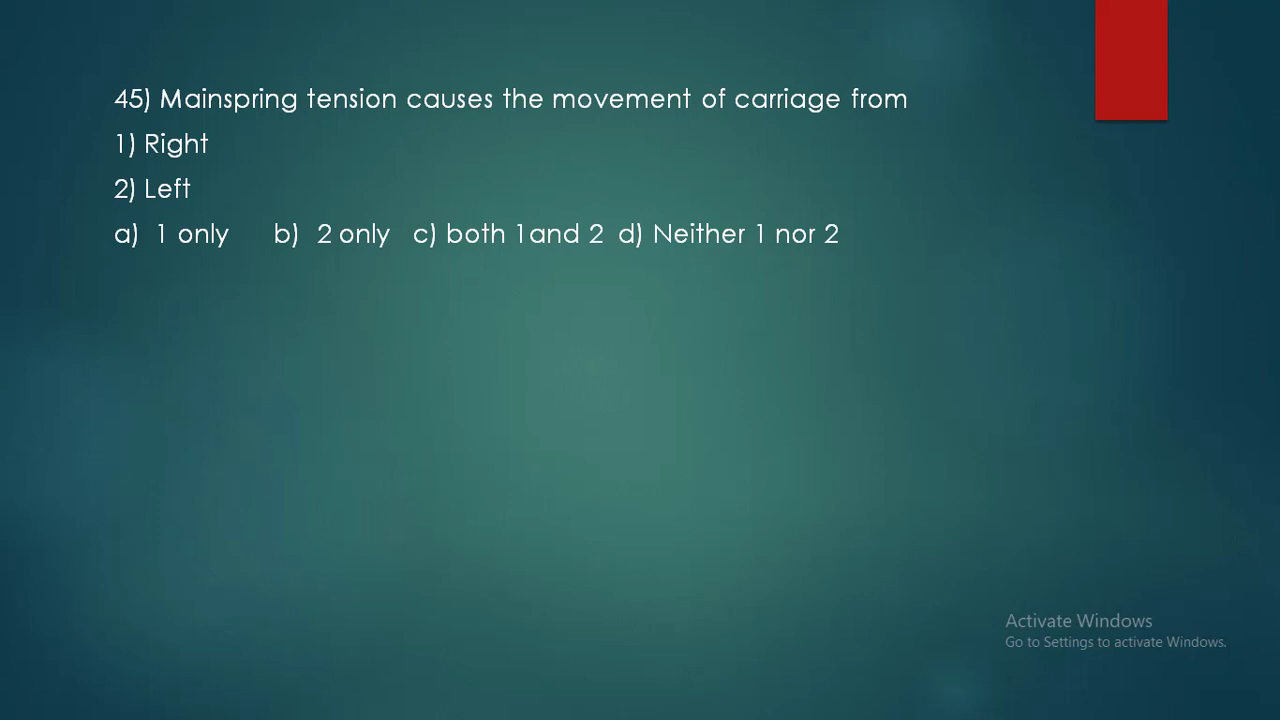 45) Mainspring tension causes the movement of carriage from
1) Right
2) Left
a) 1 only b) 2 only c) both 1and 2 d) Neither 1 nor 2
Activate Windows
Go to Settings to activate Windows.